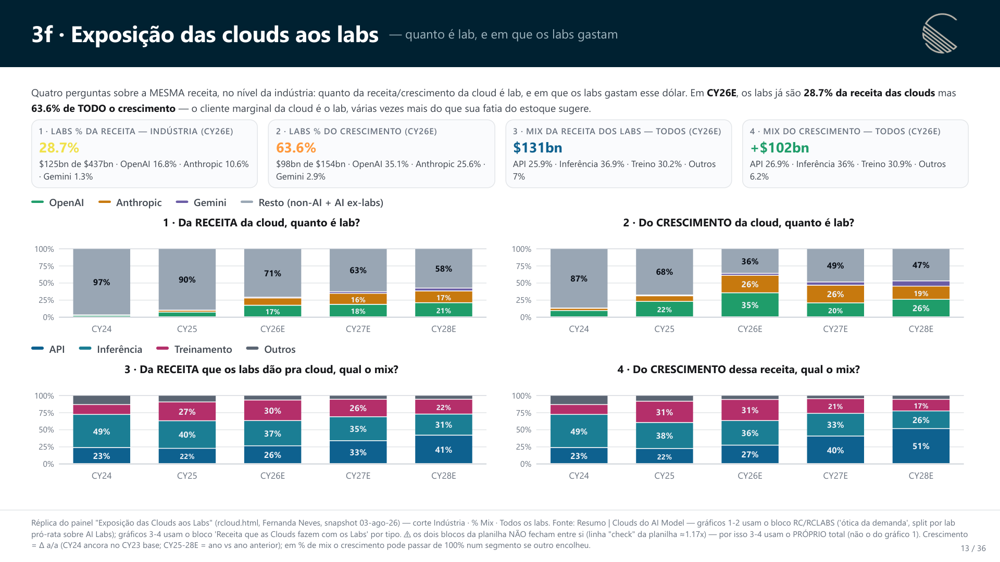 3f · Exposição das clouds aos labs — quanto é lab, e em que os labs gastam
Quatro perguntas sobre a MESMA receita, no nível da indústria: quanto da receita/crescimento da cloud é lab, e em que os labs gastam esse dólar. Em CY26E, os labs já são 28.7% da receita das clouds mas
63.6% de TODO o crescimento — o cliente marginal da cloud é o lab, várias vezes mais do que sua fatia do estoque sugere.
1 · LABS % DA RECEITA — INDÚSTRIA (CY26E)
28.7%
$125bn de $437bn · OpenAI 16.8% · Anthropic 10.6%
· Gemini 1.3%
2 · LABS % DO CRESCIMENTO (CY26E)
63.6%
$98bn de $154bn · OpenAI 35.1% · Anthropic 25.6% ·
Gemini 2.9%
3 · MIX DA RECEITA DOS LABS — TODOS (CY26E)
$131bn
API 25.9% · Inferência 36.9% · Treino 30.2% · Outros
7%
4 · MIX DO CRESCIMENTO — TODOS (CY26E)
+$102bn
API 26.9% · Inferência 36% · Treino 30.9% · Outros
6.2%
OpenAI Anthropic Gemini Resto (non-AI + AI ex-labs)
1 · Da RECEITA da cloud, quanto é lab?
100%
75%
50%
25%
0%
97% 90% 71% 63% 58%
16% 17%
17% 18% 21%
CY24 CY25 CY26E CY27E CY28E
2 · Do CRESCIMENTO da cloud, quanto é lab?
100%
75%
50%
25%
0%
87% 68% 36% 49% 47%
26% 26% 19%
22% 35% 20% 26%
CY24 CY25 CY26E CY27E CY28E
API Inferência Treinamento Outros
3 · Da RECEITA que os labs dão pra cloud, qual o mix?
100%
75%
50%
25%
0%
27% 30% 26% 22%
49% 40% 37% 35% 31%
23% 22% 26% 33% 41%
CY24 CY25 CY26E CY27E CY28E
4 · Do CRESCIMENTO dessa receita, qual o mix?
100%
75%
50%
25%
0%
31% 31% 21% 17%
49% 38% 36% 33% 26%
23% 22% 27% 40% 51%
CY24 CY25 CY26E CY27E CY28E
Réplica do painel "Exposição das Clouds aos Labs" (rcloud.html, Fernanda Neves, snapshot 03-ago-26) — corte Indústria · % Mix · Todos os labs. Fonte: Resumo | Clouds do AI Model — gráficos 1-2 usam o bloco RC/RCLABS ('ótica da demanda', split por lab
pró-rata sobre AI Labs); gráficos 3-4 usam o bloco 'Receita que as Clouds fazem com os Labs' por tipo. ⚠ os dois blocos da planilha NÃO fecham entre si (linha "check" da planilha ≈1.17x) — por isso 3-4 usam o PRÓPRIO total (não o do gráfico 1). Crescimento
= Δ a/a (CY24 ancora no CY23 base; CY25-28E = ano vs ano anterior); em % de mix o crescimento pode passar de 100% num segmento se outro encolheu.
13 / 36